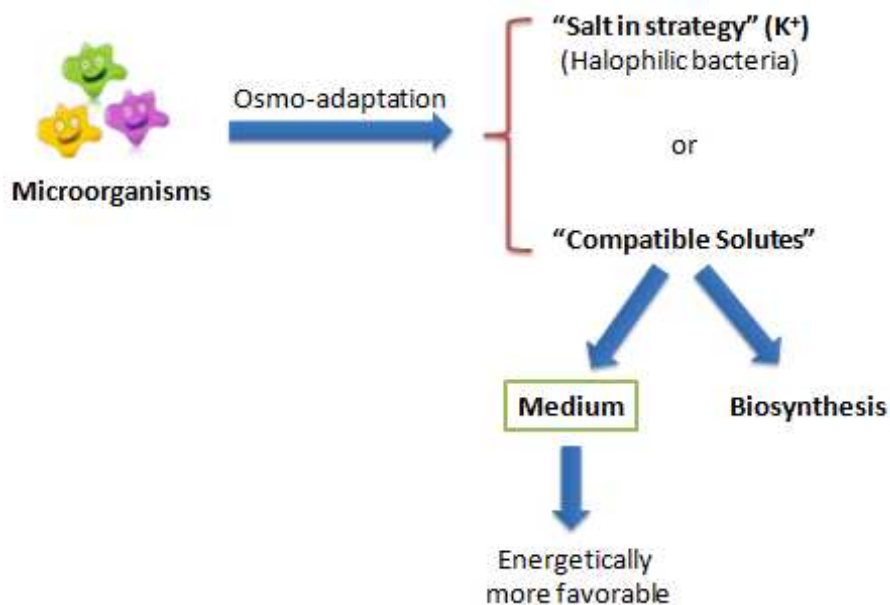 “Salt in strategy” (K⁺)
(Halophilic bacteria)
Osmo-adaptation
or
Microorganisms
“Compatible Solutes”
Medium
Biosynthesis
Energetically
more favorable